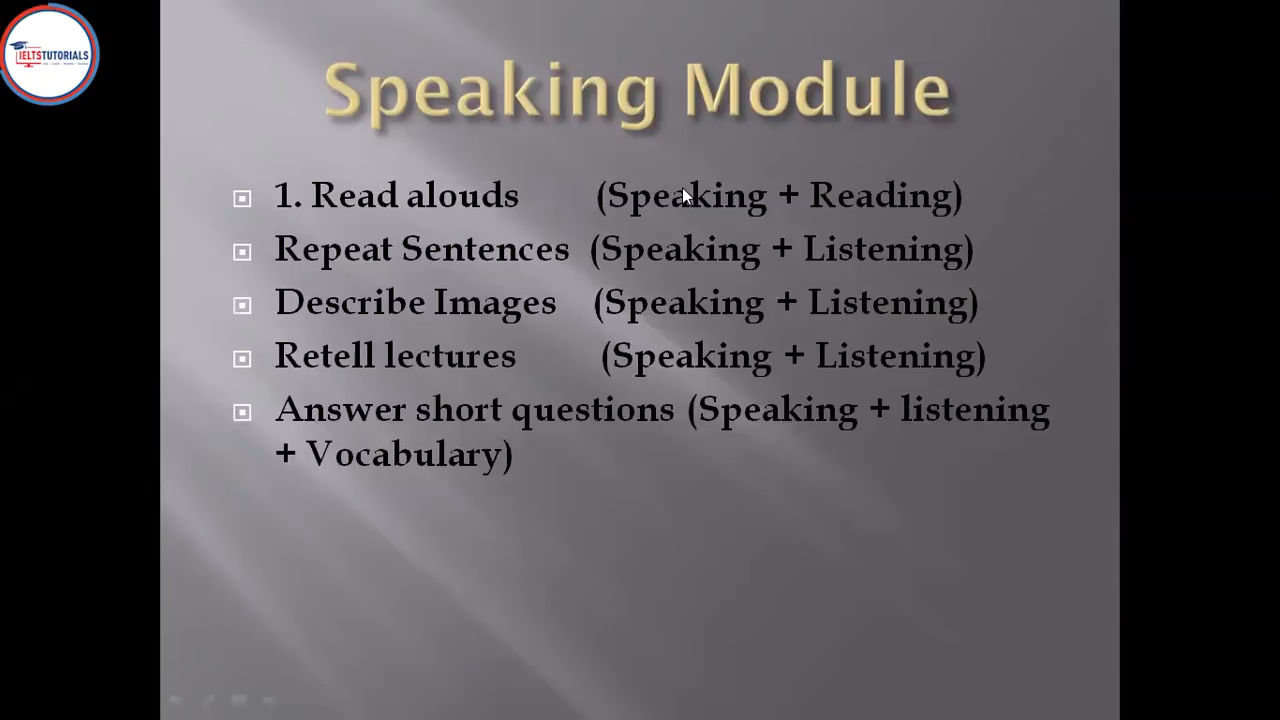 IELTSTUTORIALS
Speaking Module
1. Read alouds (Speaking + Reading)
Repeat Sentences (Speaking + Listening)
Describe Images (Speaking + Listening)
Retell lectures (Speaking + Listening)
Answer short questions (Speaking + listening
+ Vocabulary)